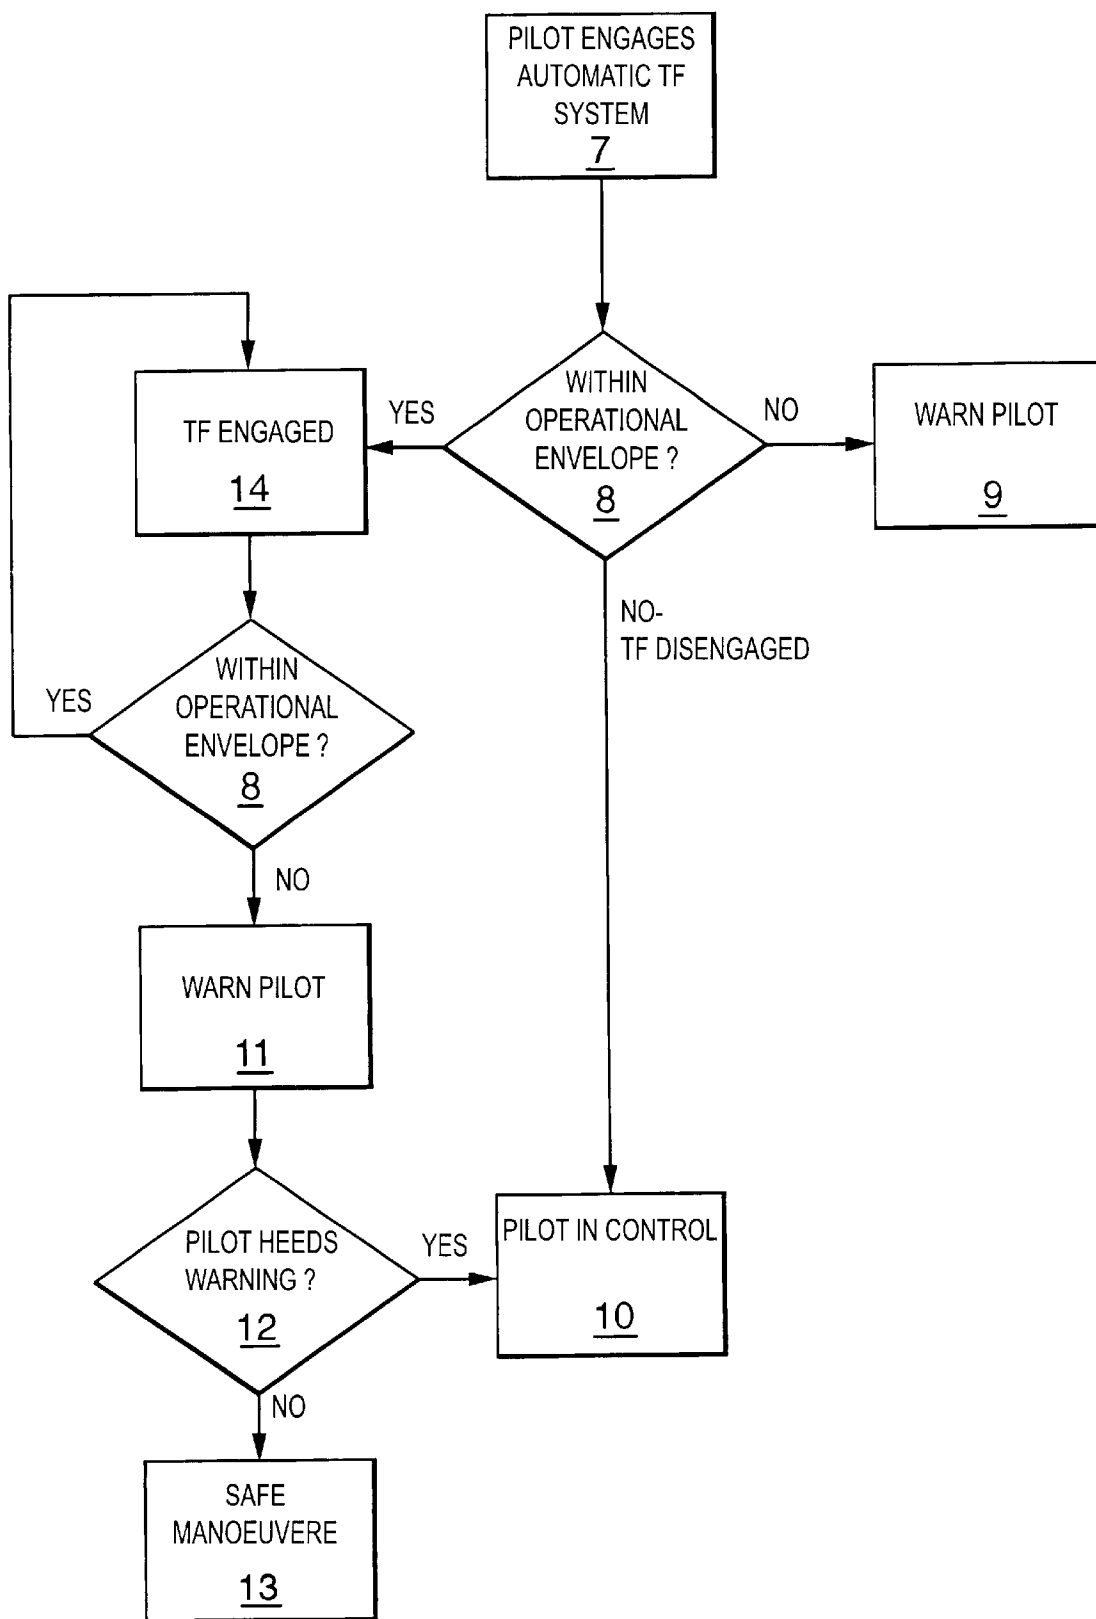 PILOT ENGAGES
AUTOMATIC TF
SYSTEM
7
WITHIN
OPERATIONAL
ENVELOPE ?
8
YES
NO
WARN PILOT
9
TF ENGAGED
14
NO-
TF DISENGAGED
WITHIN
OPERATIONAL
ENVELOPE ?
8
YES
NO
WARN PILOT
11
PILOT HEEDS
WARNING ?
12
YES
PILOT IN CONTROL
10
NO
SAFE
MANOEUVERE
13